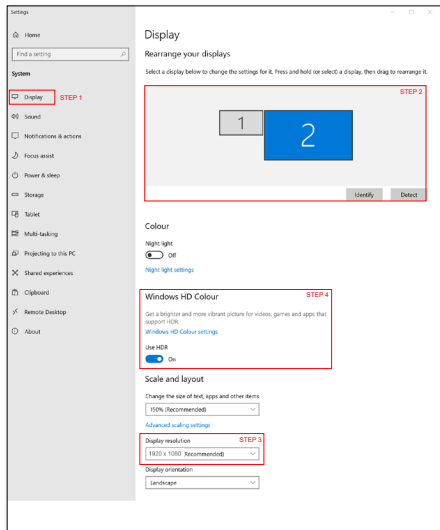 Settings
Home
Find a setting
System
Display STEP 1
Sound
Notifications & actions
Focus assist
Power & sleep
Storage
Tablet
Multi-tasking
Projecting to this PC
Shared experiences
Clipboard
Remote Desktop
About
Display
Rearrange your displays
Select a display below to change the settings for it. Press and hold (or select) a display, then drag to rearrange it.
STEP 2
1
2
Identify Detect
Colour
Night light
Off
Night light settings
Windows HD Colour STEP 4
Get a brighter and more vibrant picture for videos, games and apps that
support HDR.
Windows HD Colour settings
Use HDR
On
Scale and layout
Change the size of text, apps and other items
150% (Recommended)
Advanced scaling settings
Display resolution STEP 3
1920 x 1080 (Recommended)
Display orientation
Landscape